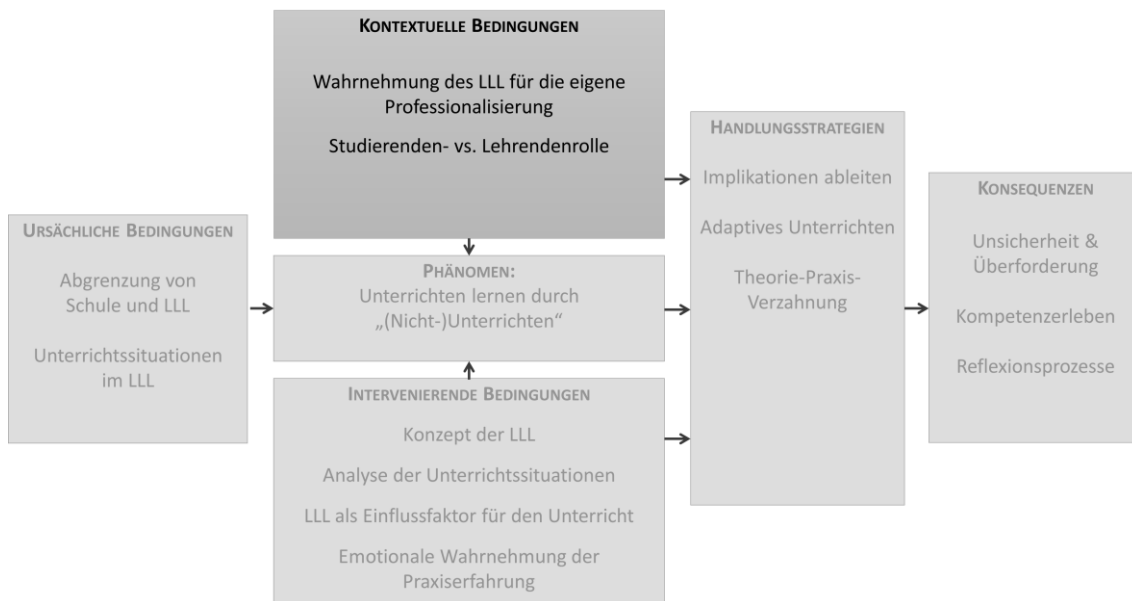 KONTEXTUELLE BEDINGUNGEN
Wahrnehmung des LLL für die eigene
Professionalisierung
Studierenden- vs. Lehrendenrolle
URSÄCHLICHE BEDINGUNGEN
Abgrenzung von
Schule und LLL
Unterrichtssituationen
im LLL
PHÄNOMEN:
Unterrichten lernen durch
„(Nicht-)Unterrichten“
INTERVENIERENDE BEDINGUNGEN
Konzept der LLL
Analyse der Unterrichtssituationen
LLL als Einflussfaktor für den Unterricht
Emotionale Wahrnehmung der
Praxiserfahrung
HANDLUNGSSTRATEGIEN
Implikationen ableiten
Adaptives Unterrichten
Theorie-Praxis-
Verzahnung
KONSEQUENZEN
Unsicherheit &
Überforderung
Kompetenzerleben
Reflexionsprozesse